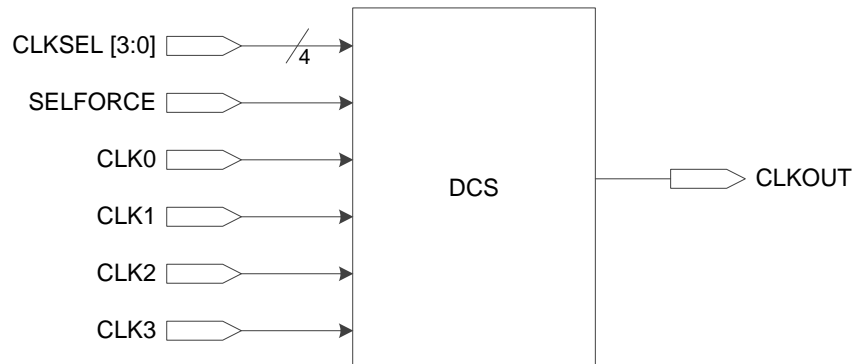 CLKSEL [3:0]
4
SELFORCE
CLK0
CLK1
CLK2
CLK3
DCS
CLKOUT